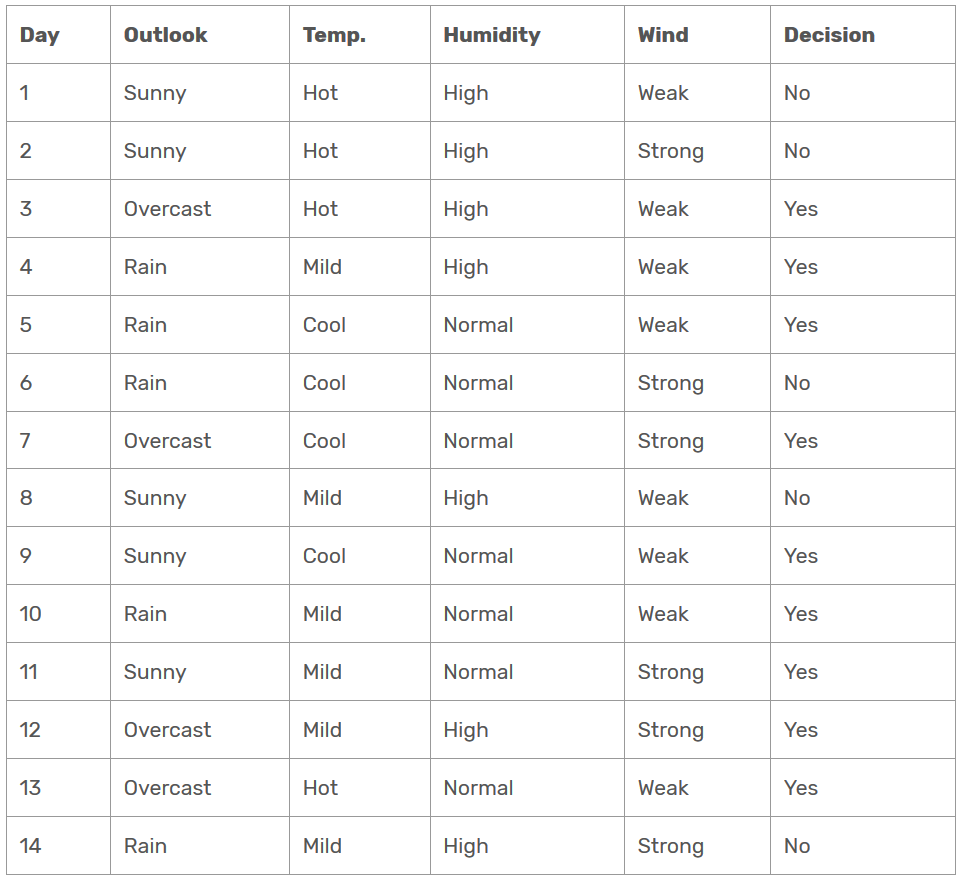 Day Outlook Temp. Humidity Wind Decision
1 Sunny Hot High Weak No
2 Sunny Hot High Strong No
3 Overcast Hot High Weak Yes
4 Rain Mild High Weak Yes
5 Rain Cool Normal Weak Yes
6 Rain Cool Normal Strong No
7 Overcast Cool Normal Strong Yes
8 Sunny Mild High Weak No
9 Sunny Cool Normal Weak Yes
10 Rain Mild Normal Weak Yes
11 Sunny Mild Normal Strong Yes
12 Overcast Mild High Strong Yes
13 Overcast Hot Normal Weak Yes
14 Rain Mild High Strong No